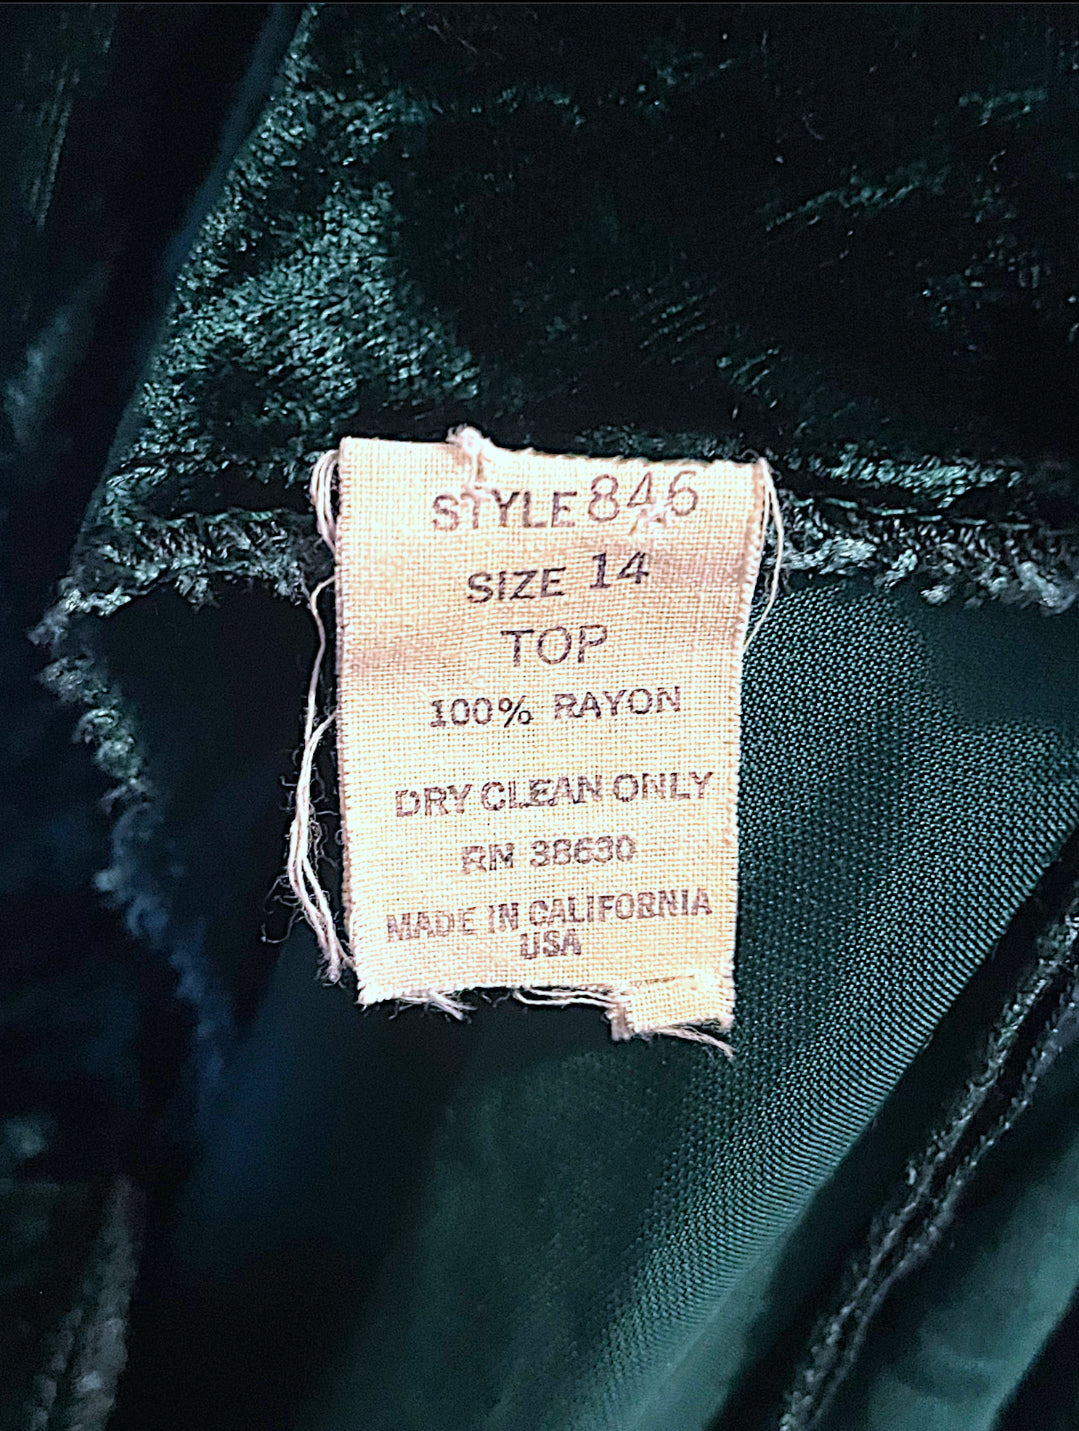 STYLE 846
SIZE 14
TOP
100% RAYON
DRY CLEAN ONLY
RN 38630
MADE IN CALIFORNIA
USA